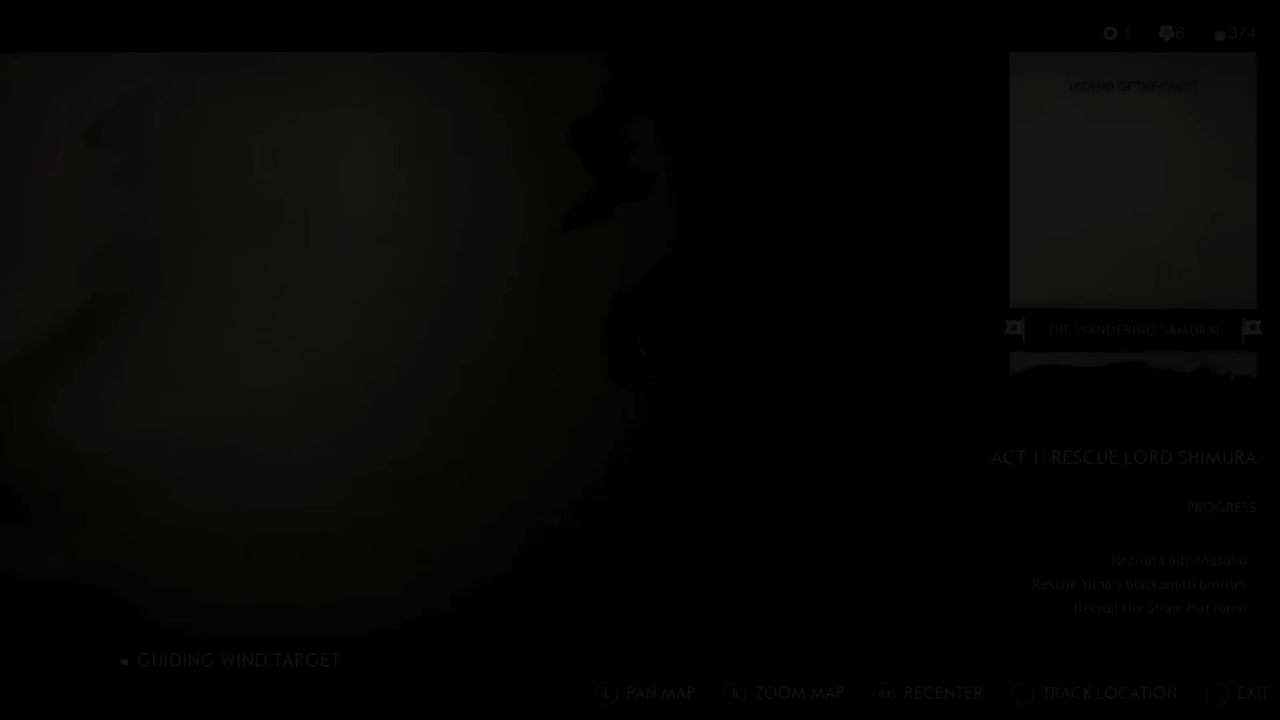 1 8 374
LEGEND OF THE GHOST
THE WANDERING SAMURAI
ACT 1: RESCUE LORD SHIMURA
PROGRESS
Recruit Lady Masako
Rescue Yuna's blacksmith brother
Recruit the Straw Hat ronin
GUIDING WIND TARGET
L PAN MAP R ZOOM MAP R3 RECENTER TRACK LOCATION EXIT